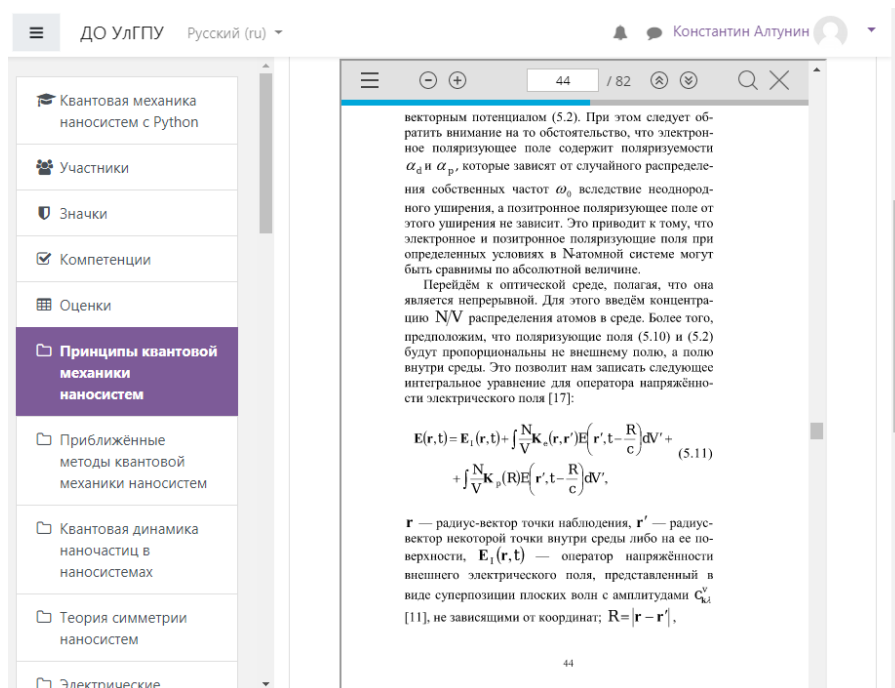 ДО УлГПУ Русский (ru)
Константин Алтунин
Квантовая механика
наносистем с Python
Участники
Значки
Компетенции
Оценки
Принципы квантовой
механики
наносистем
Приближённые
методы квантовой
механики наносистем
Квантовая динамика
наночастиц в
наносистемах
Теория симметрии
наносистем
Электрические
44 / 82
векторным потенциалом (5.2). При этом следует об-
ратить внимание на то обстоятельство, что электрон-
ное поляризующее поле содержит поляризуемости
α_d и α_p, которые зависят от случайного распределе-
ния собственных частот ω₀ вследствие неоднород-
ного уширения, а позитронное поляризующее поле от
этого уширения не зависит. Это приводит к тому, что
электронное и позитронное поляризующие поля при
определенных условиях в N-атомной системе могут
быть сравнимы по абсолютной величине.
Перейдём к оптической среде, полагая, что она
является непрерывной. Для этого введём концентра-
цию N/V распределения атомов в среде. Более того,
предположим, что поляризующие поля (5.10) и (5.2)
будут пропорциональны не внешнему полю, а полю
внутри среды. Это позволит нам записать следующее
интегральное уравнение для оператора напряжённо-
сти электрического поля [17]:
E(r,t) = E_I(r,t) + ∫ N/V K_e(r,r′)E(r′,t − R/c)dV′ +
+ ∫ N/V K_p(R)E(r′,t − R/c)dV′, (5.11)
r — радиус-вектор точки наблюдения, r′ — радиус-
вектор некоторой точки внутри среды либо на ее по-
верхности, E_I(r,t) — оператор напряжённости
внешнего электрического поля, представленный в
виде суперпозиции плоских волн с амплитудами c^v_kλ
[11], не зависящими от координат; R = |r − r′|,
44